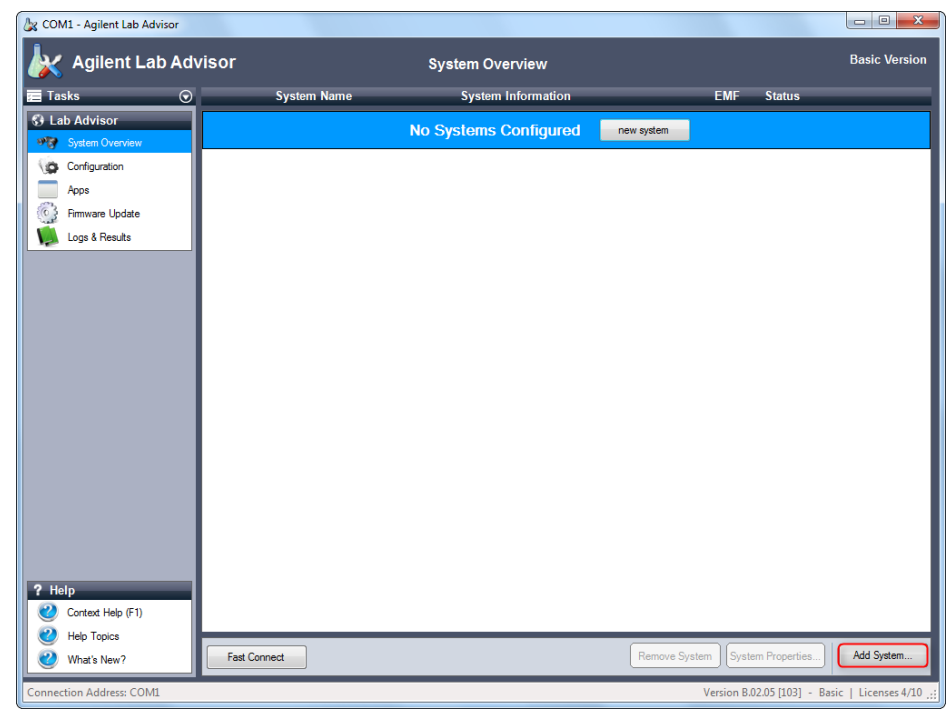 COM1 - Agilent Lab Advisor
Agilent Lab Advisor
System Overview
Basic Version
Tasks
System Name System Information EMF Status
Lab Advisor
No Systems Configured new system
System Overview
Configuration
Apps
Firmware Update
Logs & Results
? Help
Context Help (F1)
Help Topics
What's New?
Fast Connect Remove System System Properties... Add System...
Connection Address: COM1 Version B.02.05 [103] - Basic | Licenses 4/10